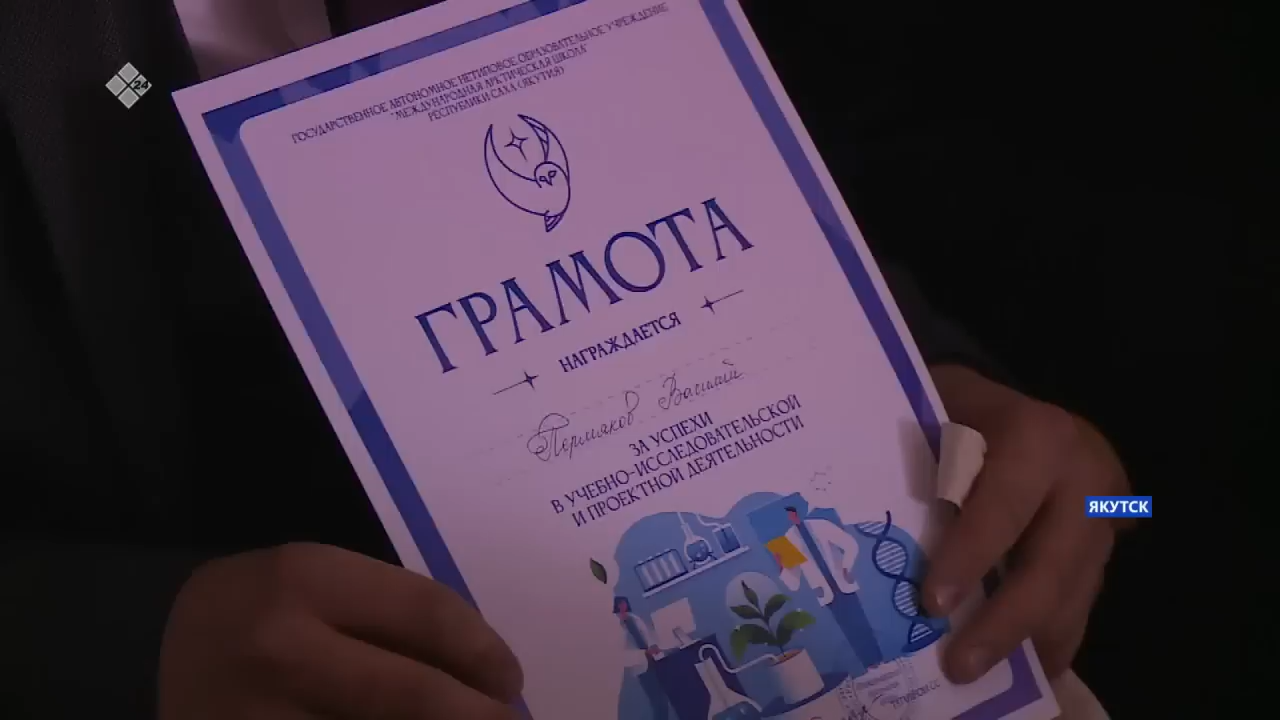 24
ГОСУДАРСТВЕННОЕ АВТОНОМНОЕ НЕТИПОВОЕ ОБРАЗОВАТЕЛЬНОЕ УЧРЕЖДЕНИЕ
"МЕЖДУНАРОДНАЯ АРКТИЧЕСКАЯ ШКОЛА"
РЕСПУБЛИКИ САХА (ЯКУТИЯ)
ГРАМОТА
НАГРАЖДАЕТСЯ
Пермяков Василий
ЗА УСПЕХИ
В УЧЕБНО-ИССЛЕДОВАТЕЛЬСКОЙ
И ПРОЕКТНОЙ ДЕЯТЕЛЬНОСТИ
ЯКУТСК